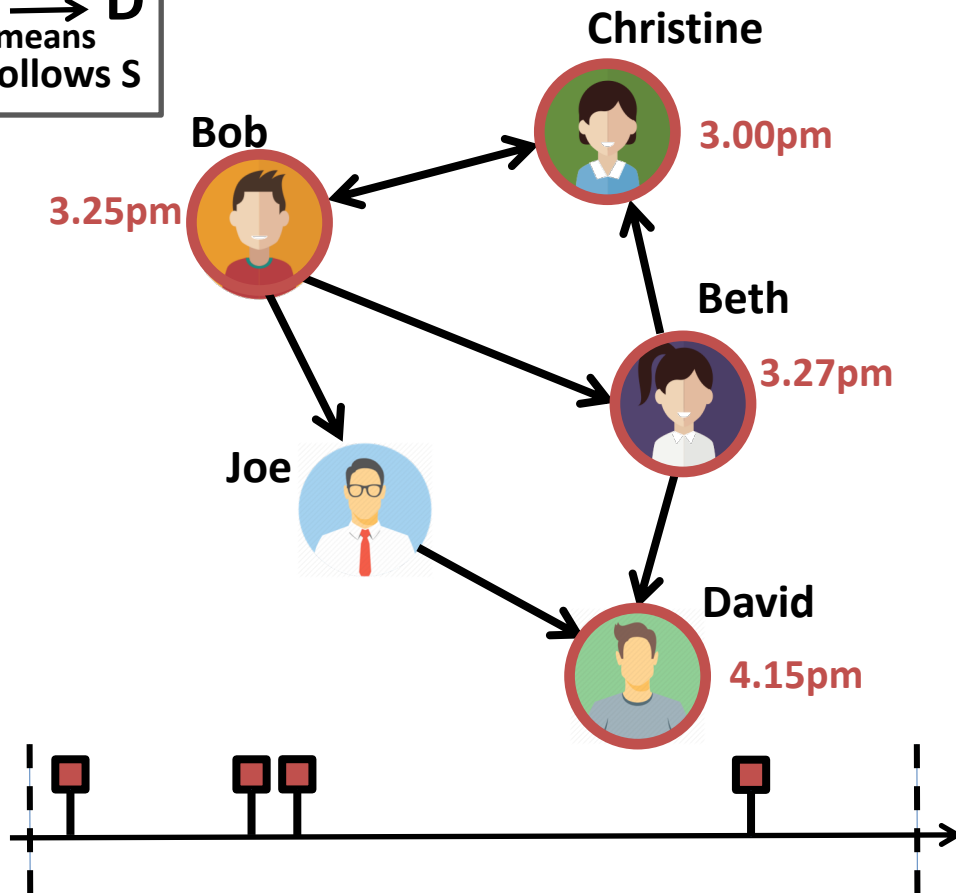 D
means
ollows S
Christine
3.00pm
Bob
3.25pm
Beth
3.27pm
Joe
David
4.15pm